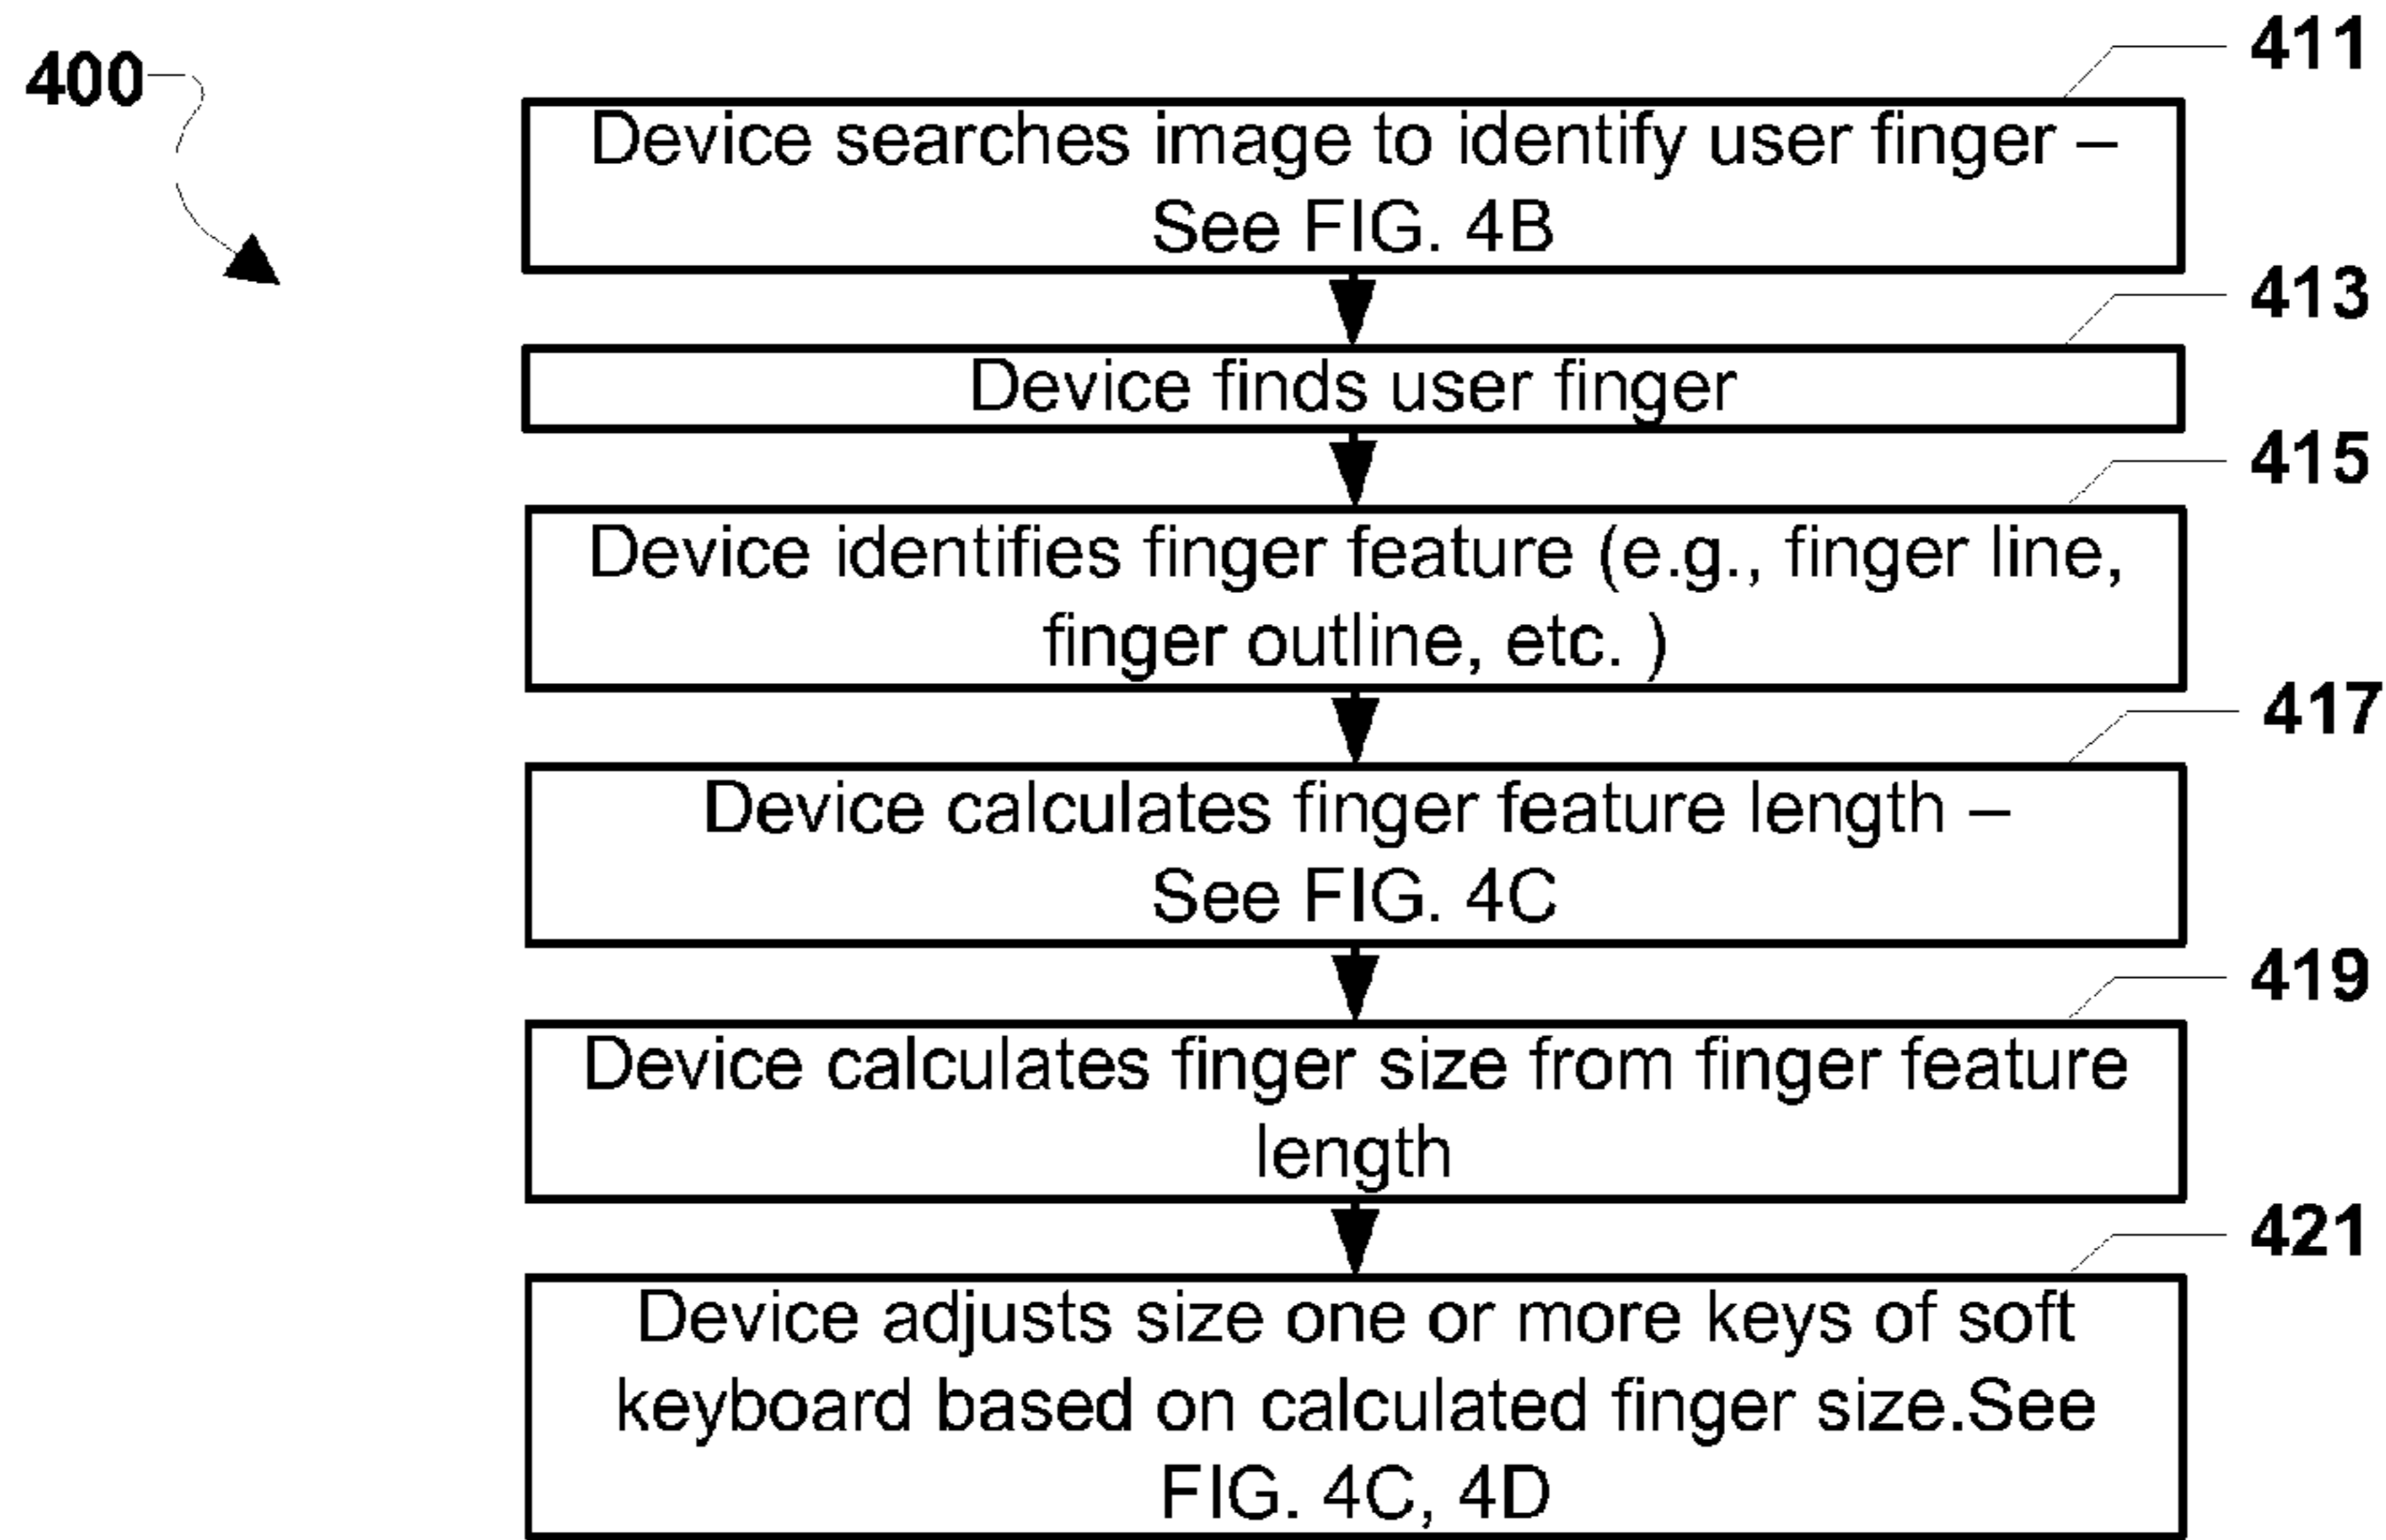 400
411
Device searches image to identify user finger –
See FIG. 4B
413
Device finds user finger
415
Device identifies finger feature (e.g., finger line,
finger outline, etc. )
417
Device calculates finger feature length –
See FIG. 4C
419
Device calculates finger size from finger feature
length
421
Device adjusts size one or more keys of soft
keyboard based on calculated finger size.See
FIG. 4C, 4D